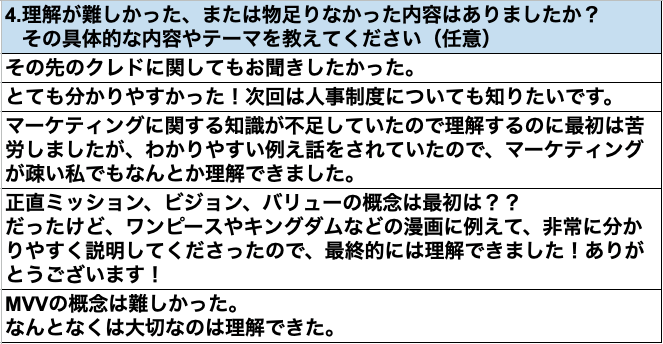 4.理解が難しかった、または物足りなかった内容はありましたか？
その具体的な内容やテーマを教えてください（任意）
その先のクレドに関してもお聞きしたかった。
とても分かりやすかった！次回は人事制度についても知りたいです。
マーケティングに関する知識が不足していたので理解するのに最初は苦
労しましたが、わかりやすい例え話をされていたので、マーケティング
が疎い私でもなんとか理解できました。
正直ミッション、ビジョン、バリューの概念は最初は？？
だったけど、ワンピースやキングダムなどの漫画に例えて、非常に分か
りやすく説明してくださったので、最終的には理解できました！ありが
とうございます！
MVVの概念は難しかった。
なんとなくは大切なのは理解できた。